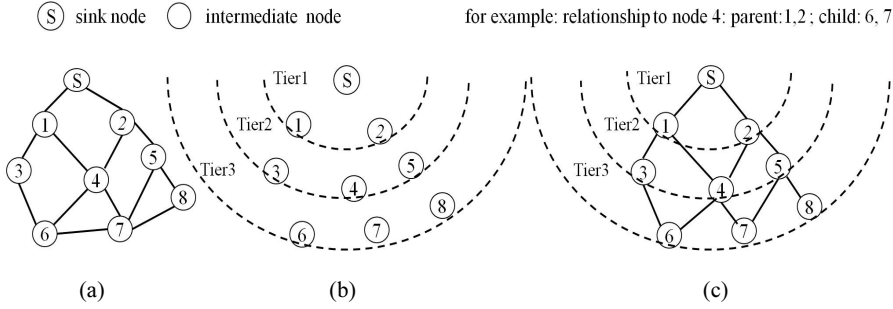 S sink node intermediate node for example: relationship to node 4: parent:1,2 ; child: 6, 7
S
1
2
3
4
5
6
7
8
(a)
Tier1
S
Tier2
1
2
Tier3
3
4
5
6
7
8
(b)
Tier1
S
Tier2
1
2
Tier3
3
4
5
6
7
8
(c)